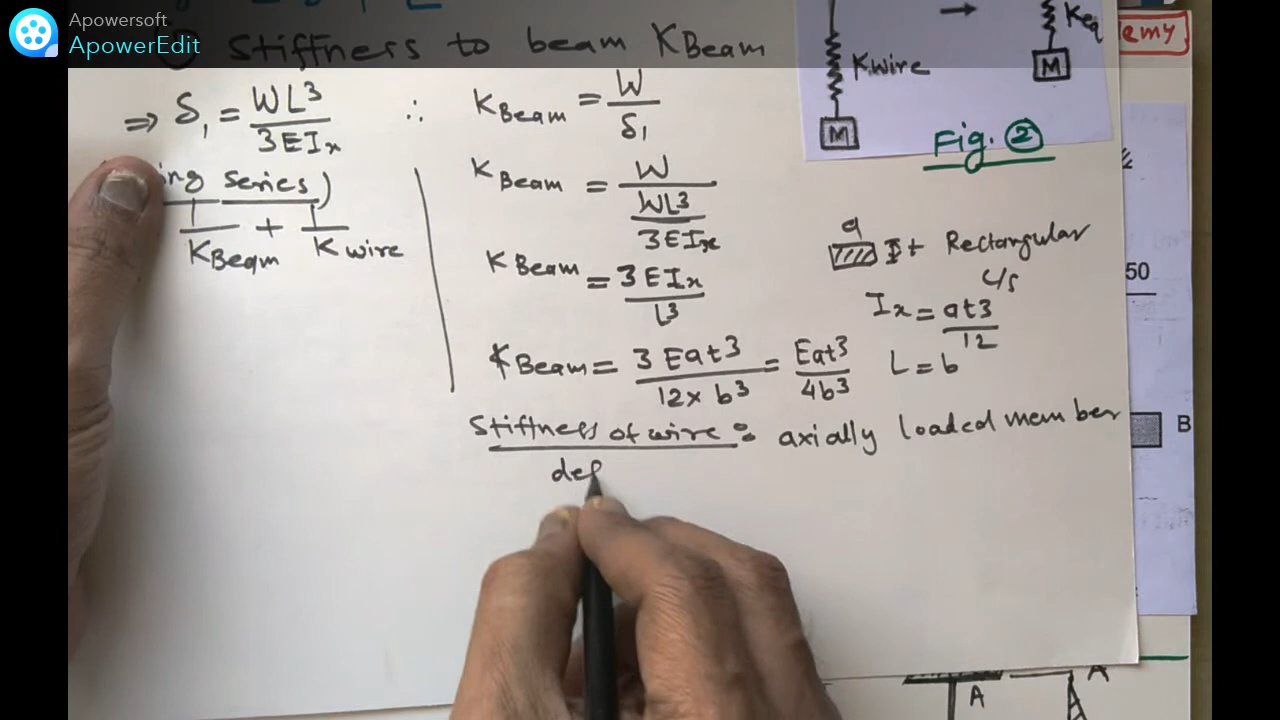 Apowersoft
ApowerEdit
Stiffness to beam KBeam
Kwire
Keq
M
M
Fig. ②
emy
⇒ δ₁ = WL³/3EIx ∴ KBeam = W/δ₁
ing series)
1/KBeam + 1/Kwire
KBeam = W/(WL³/3EIx)
KBeam = 3EIx/L³
a
t Rectangular
c/s
Ix = at³/12
KBeam = 3Eat³/12×b³ = Eat³/4b³
L = b
Stiffness of wire : axially loaded member
def
50
B
A
A